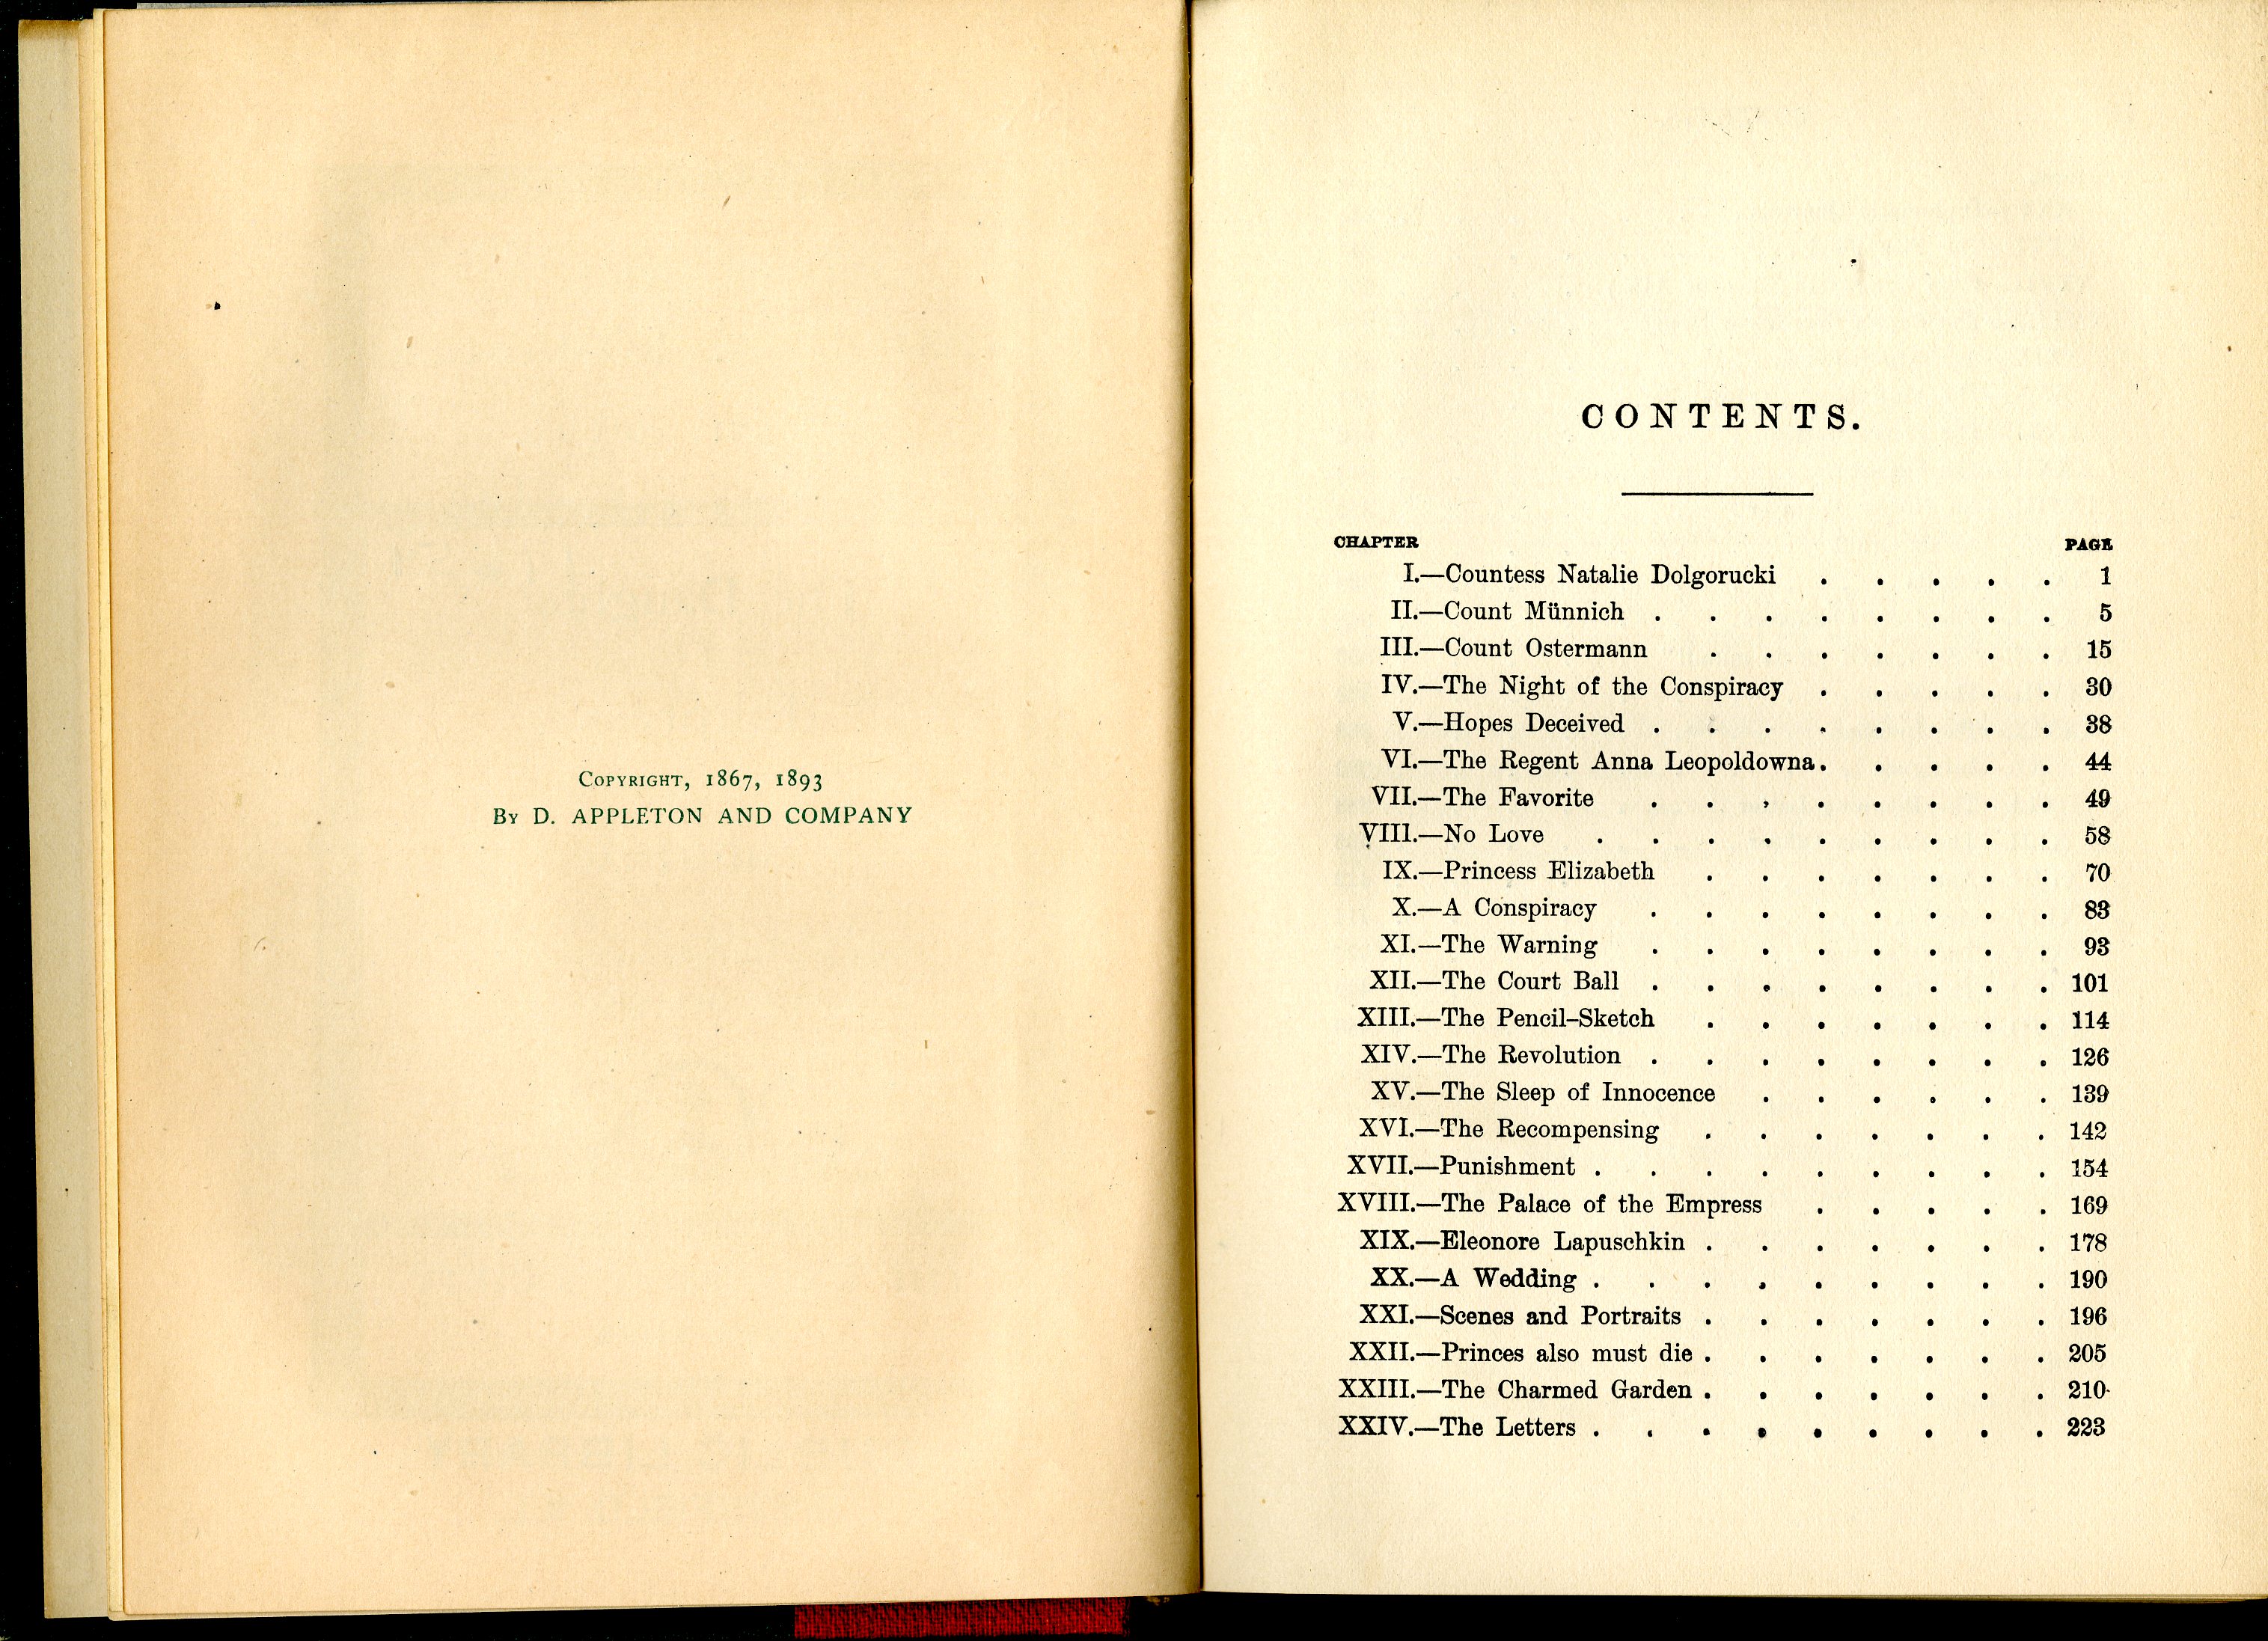 COPYRIGHT, 1867, 1893
BY D. APPLETON AND COMPANY
CONTENTS.
CHAPTER PAGE
I.—Countess Natalie Dolgorucki . . . . . 1
II.—Count Münnich . . . . . . . . 5
III.—Count Ostermann . . . . . . . 15
IV.—The Night of the Conspiracy . . . . . 30
V.—Hopes Deceived . . . . . . . . 38
VI.—The Regent Anna Leopoldowna . . . . . 44
VII.—The Favorite . . . . . . . . 49
VIII.—No Love . . . . . . . . . 58
IX.—Princess Elizabeth . . . . . . . 70
X.—A Conspiracy . . . . . . . . 83
XI.—The Warning . . . . . . . . 93
XII.—The Court Ball . . . . . . . . 101
XIII.—The Pencil-Sketch . . . . . . . 114
XIV.—The Revolution . . . . . . . . 126
XV.—The Sleep of Innocence . . . . . . 139
XVI.—The Recompensing . . . . . . . 142
XVII.—Punishment . . . . . . . . . 154
XVIII.—The Palace of the Empress . . . . . 169
XIX.—Eleonore Lapuschkin . . . . . . . 178
XX.—A Wedding . . . . . . . . . 190
XXI.—Scenes and Portraits . . . . . . . 196
XXII.—Princes also must die . . . . . . . 205
XXIII.—The Charmed Garden . . . . . . . 210
XXIV.—The Letters . . . . . . . . . 223